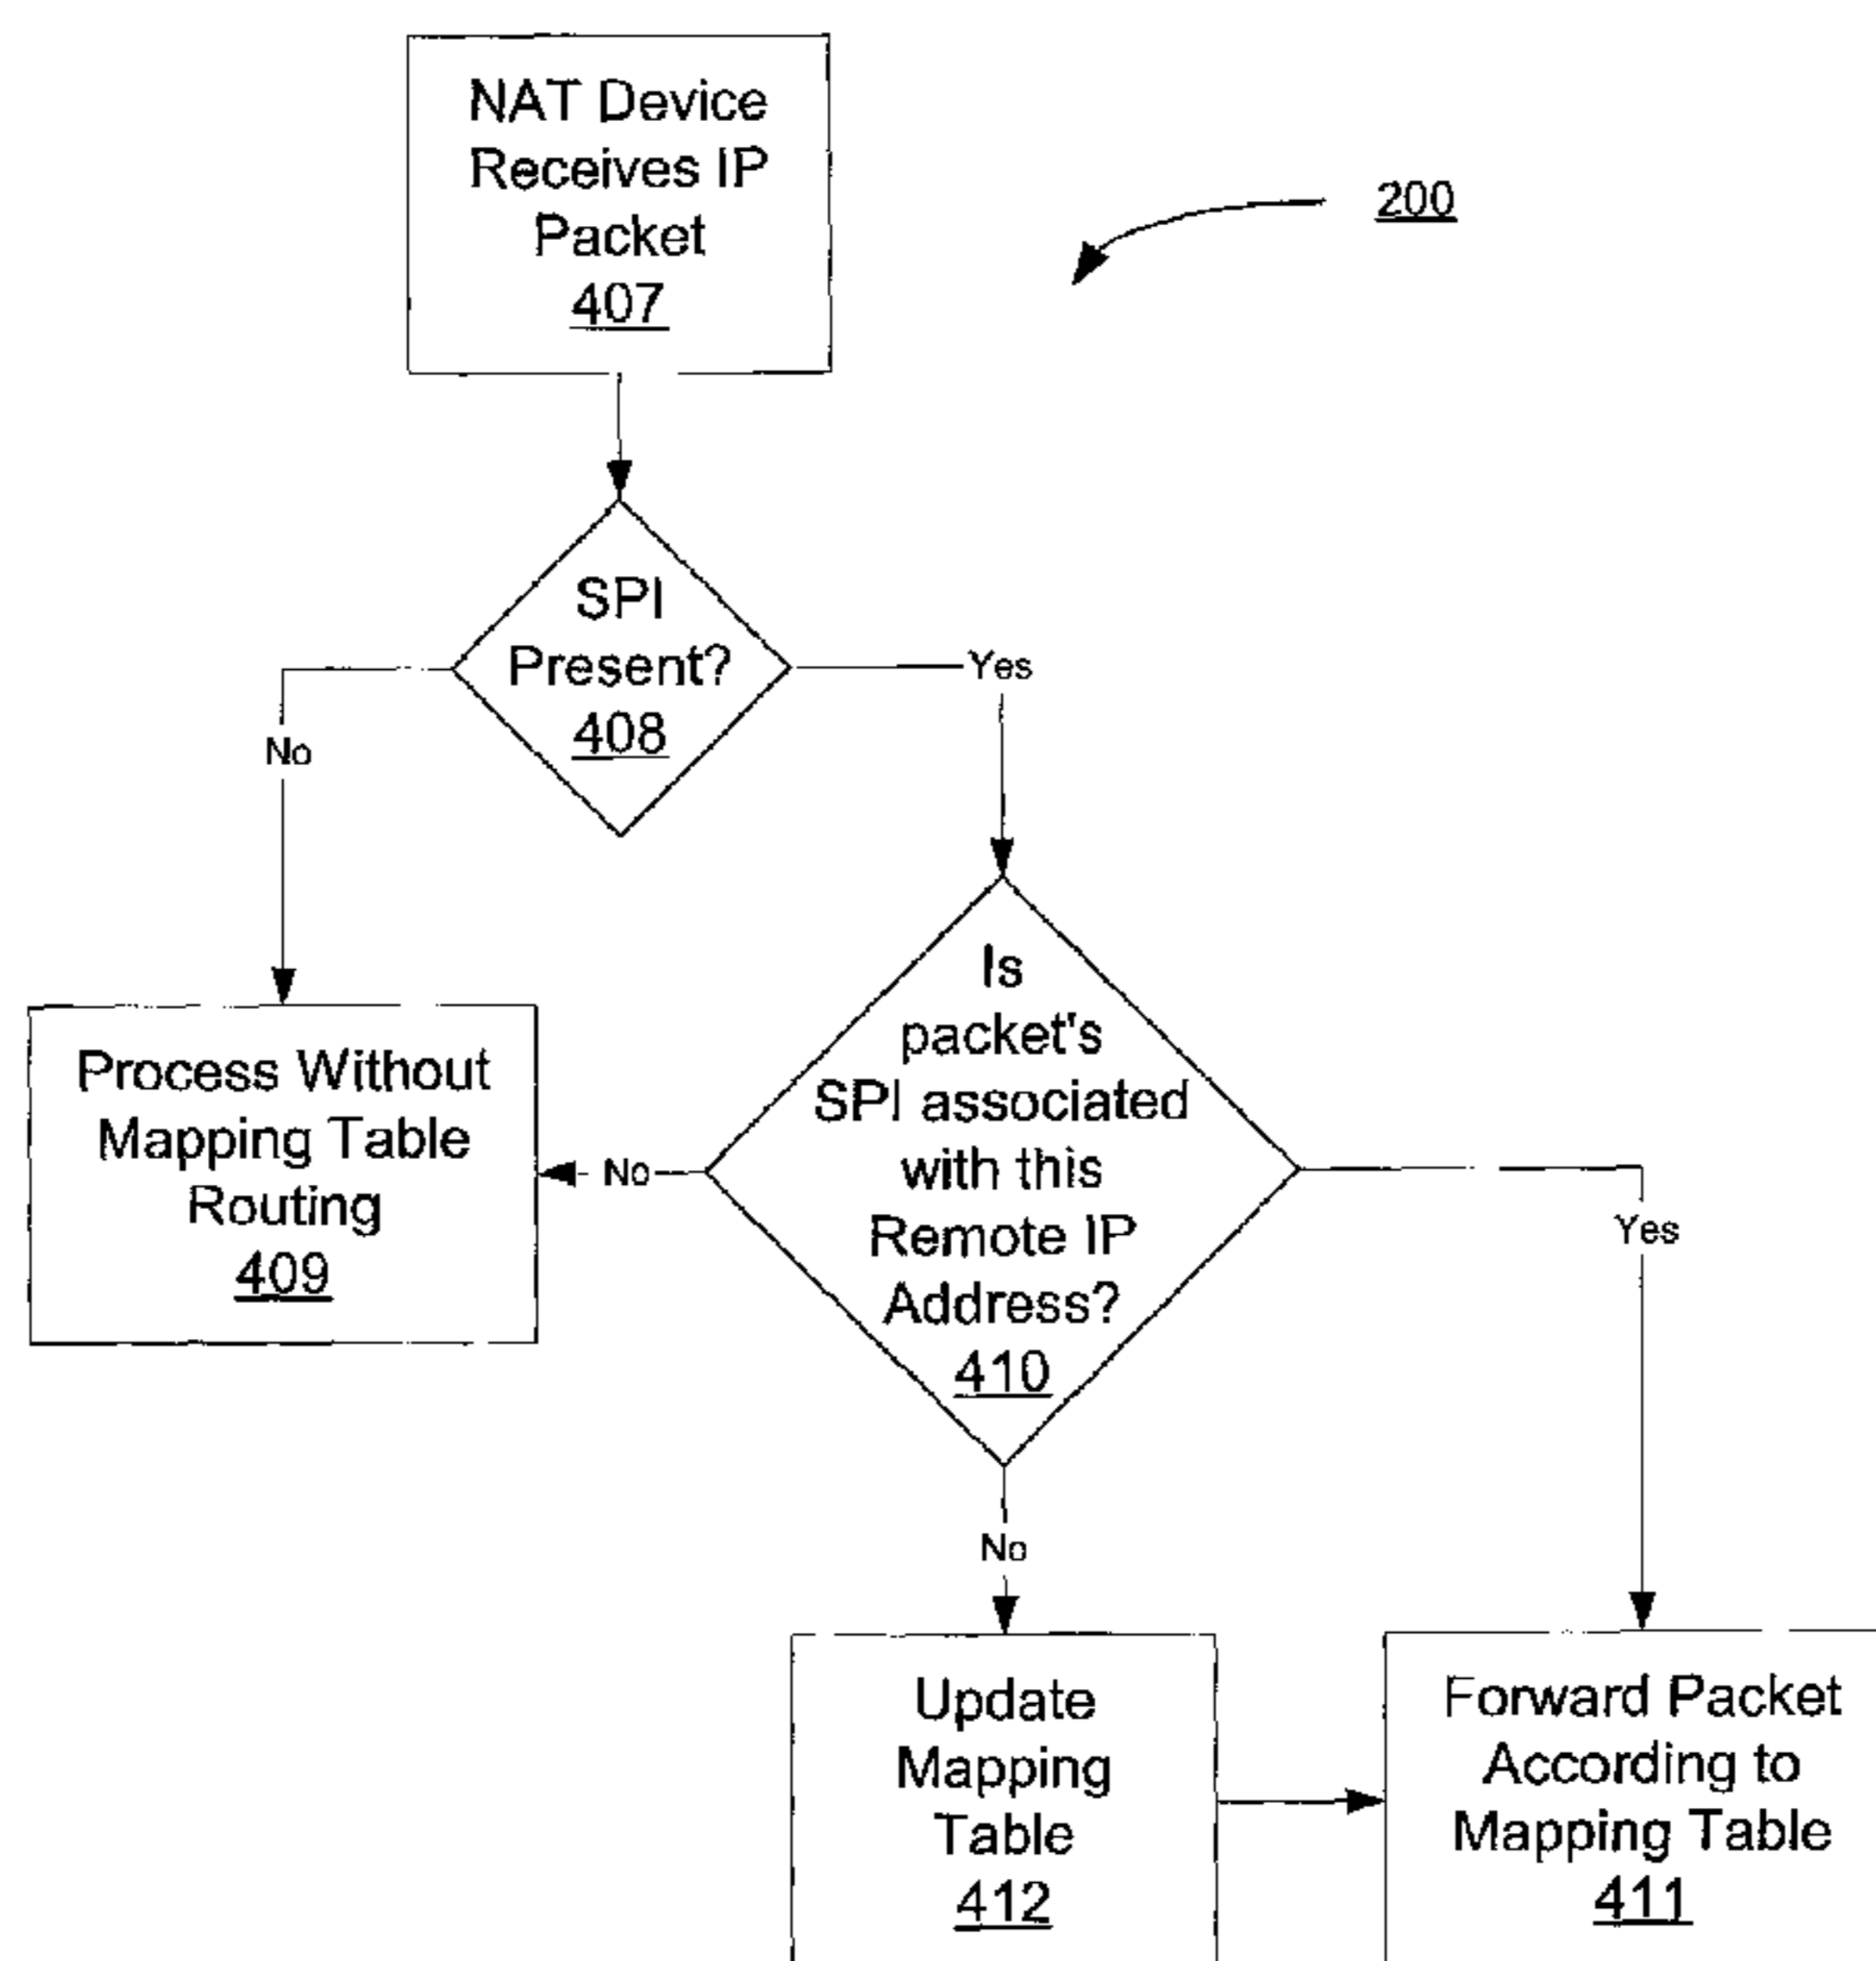 NAT Device
Receives IP
Packet
407
200
SPI
Present?
408
Yes
No
Is
packet's
SPI associated
with this
Remote IP
Address?
410
Process Without
Mapping Table
Routing
409
No
Yes
No
Update
Mapping
Table
412
Forward Packet
According to
Mapping Table
411